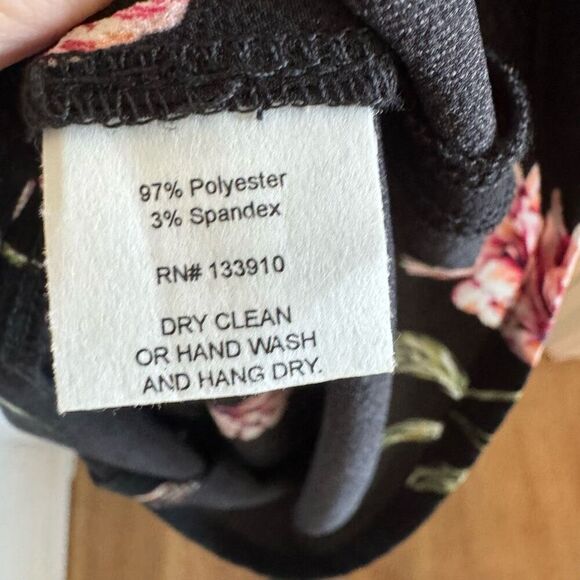 97% Polyester
3% Spandex
RN# 133910
DRY CLEAN
OR HAND WASH
AND HANG DRY.